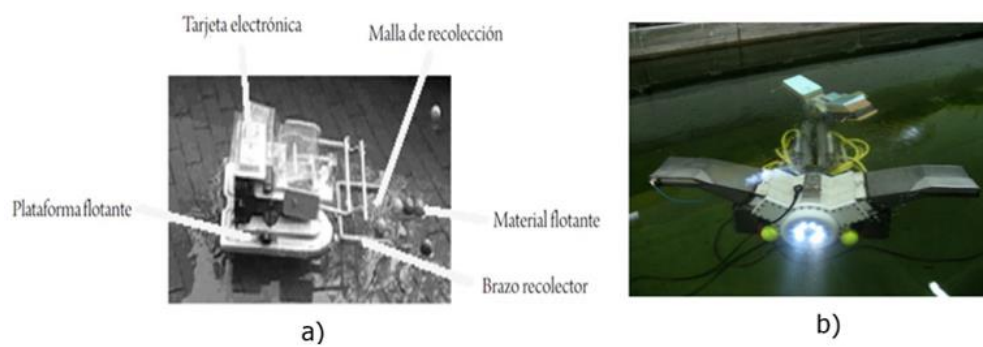 Tarjeta electrónica
Malla de recolección
Plataforma flotante
Material flotante
Brazo recolector
a)
b)